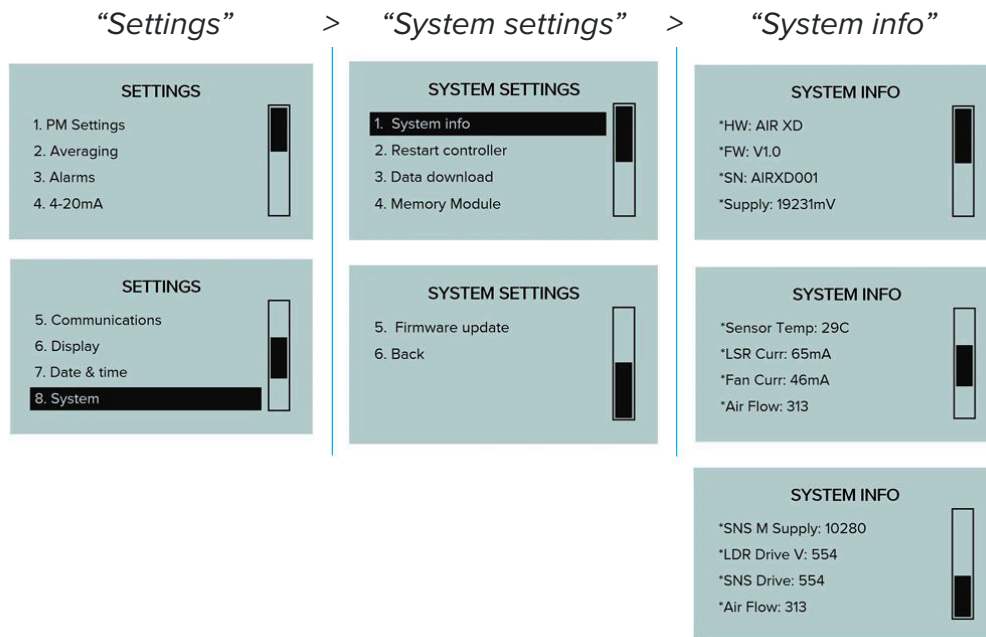 “Settings” > “System settings” > “System info”
SETTINGS
1. PM Settings
2. Averaging
3. Alarms
4. 4-20mA
SETTINGS
5. Communications
6. Display
7. Date & time
8. System
SYSTEM SETTINGS
1. System info
2. Restart controller
3. Data download
4. Memory Module
SYSTEM SETTINGS
5. Firmware update
6. Back
SYSTEM INFO
*HW: AIR XD
*FW: V1.0
*SN: AIRXD001
*Supply: 19231mV
SYSTEM INFO
*Sensor Temp: 29C
*LSR Curr: 65mA
*Fan Curr: 46mA
*Air Flow: 313
SYSTEM INFO
*SNS M Supply: 10280
*LDR Drive V: 554
*SNS Drive: 554
*Air Flow: 313